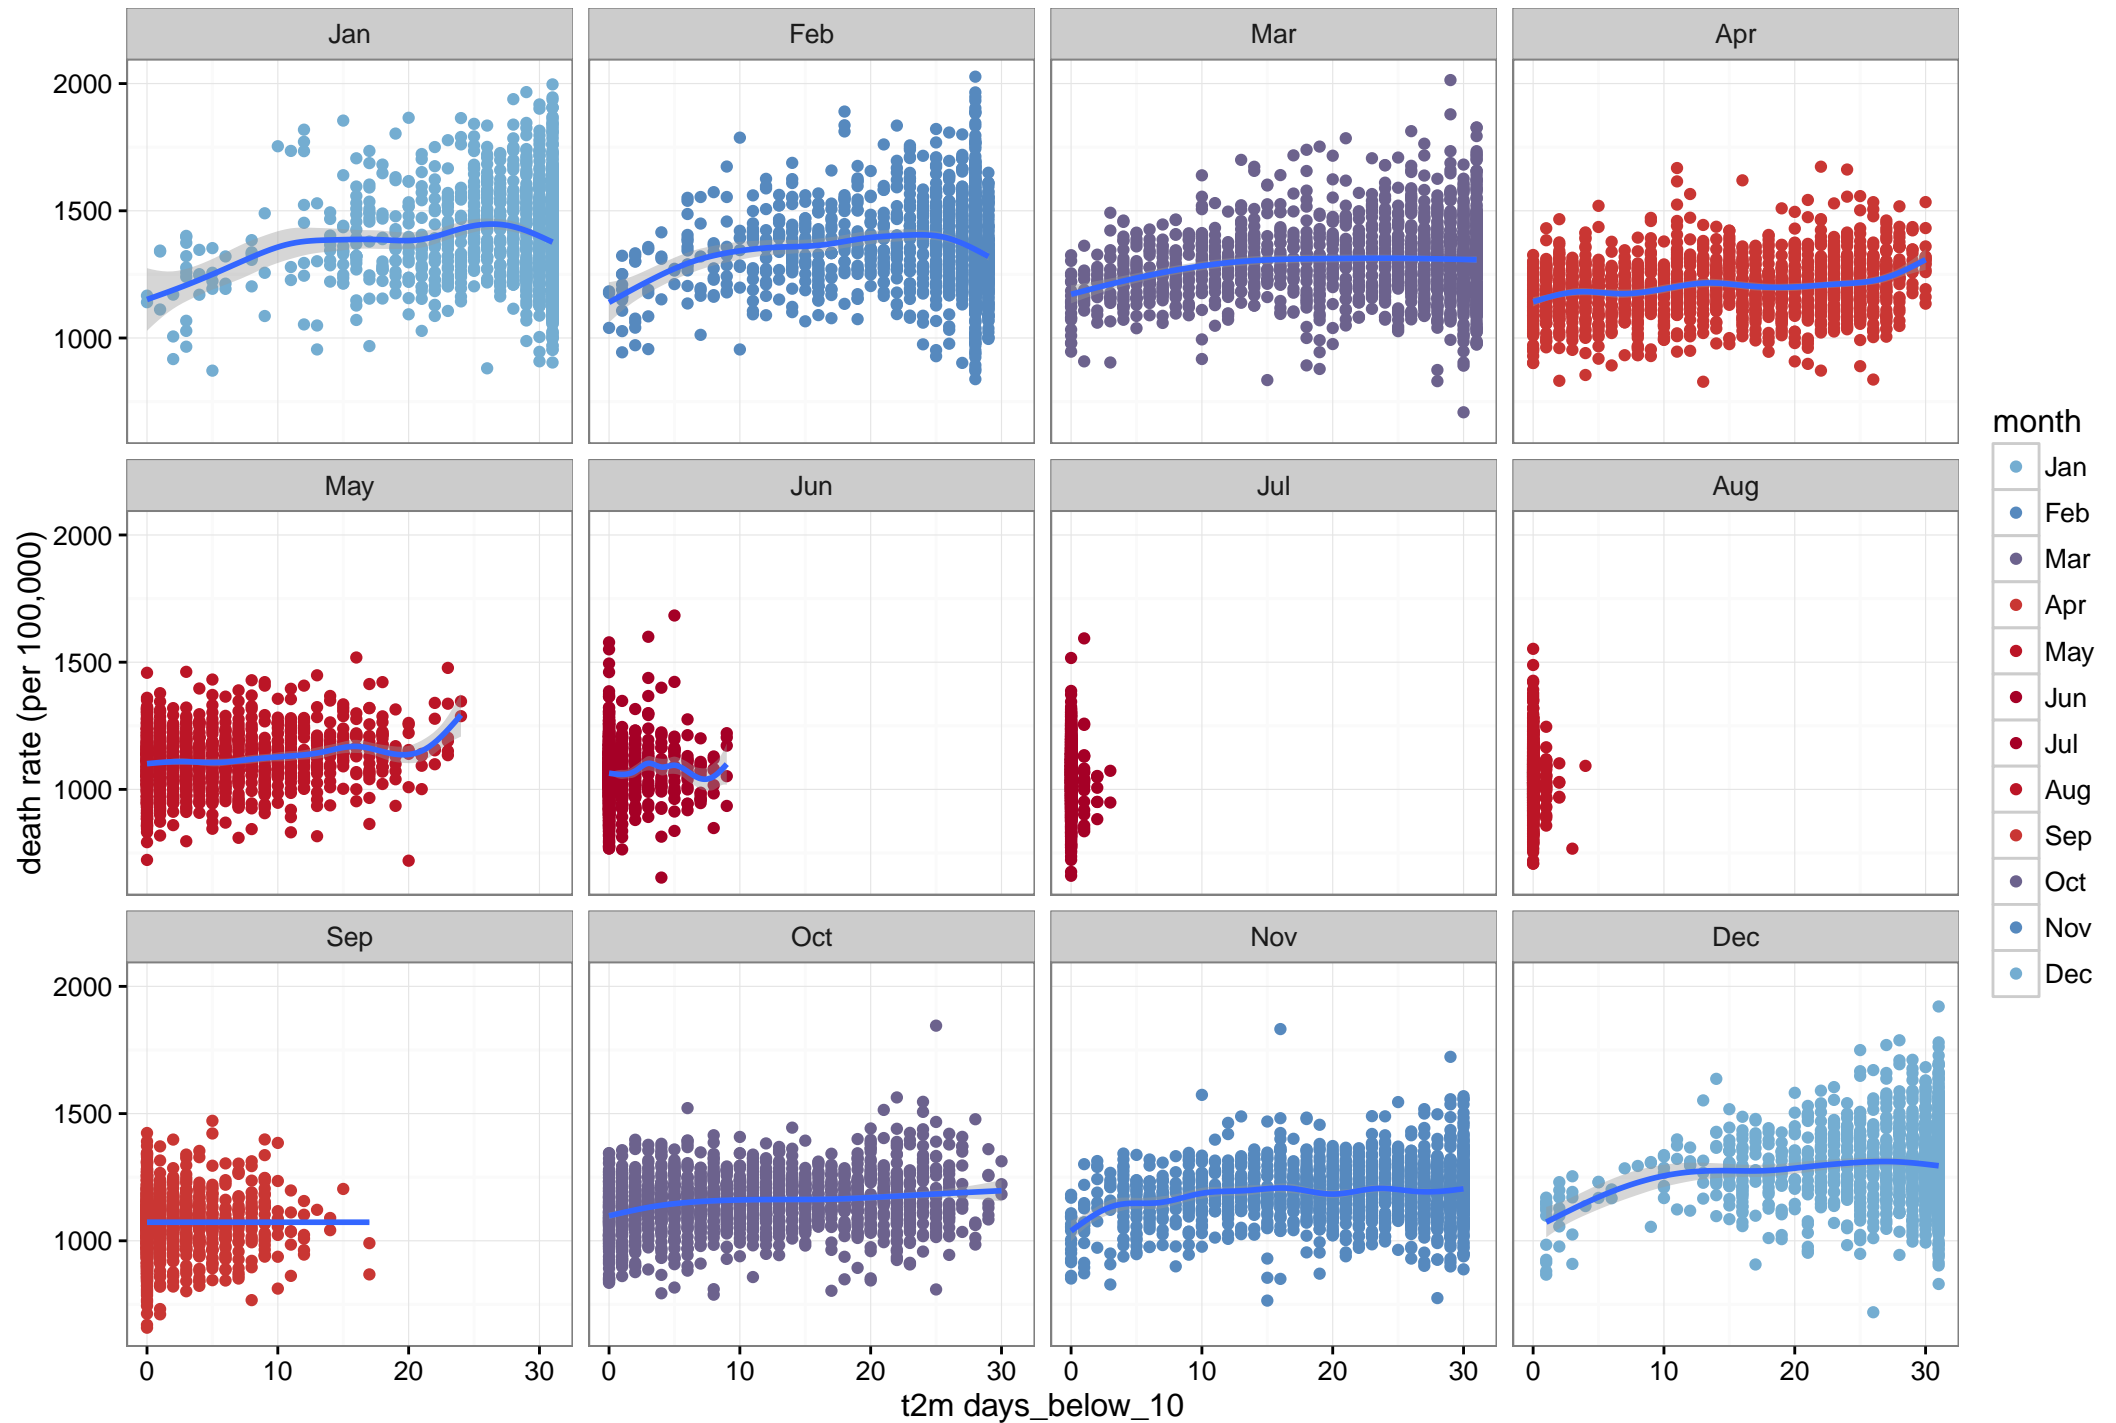 Jan Feb Mar Apr
2000
1500
1000
May Jun Jul Aug
2000
1500
1000
Sep Oct Nov Dec
2000
1500
1000
0 10 20 30 0 10 20 30 0 10 20 30 0 10 20 30
t2m days_below_10
death rate (per 100,000)
month
Jan
Feb
Mar
Apr
May
Jun
Jul
Aug
Sep
Oct
Nov
Dec